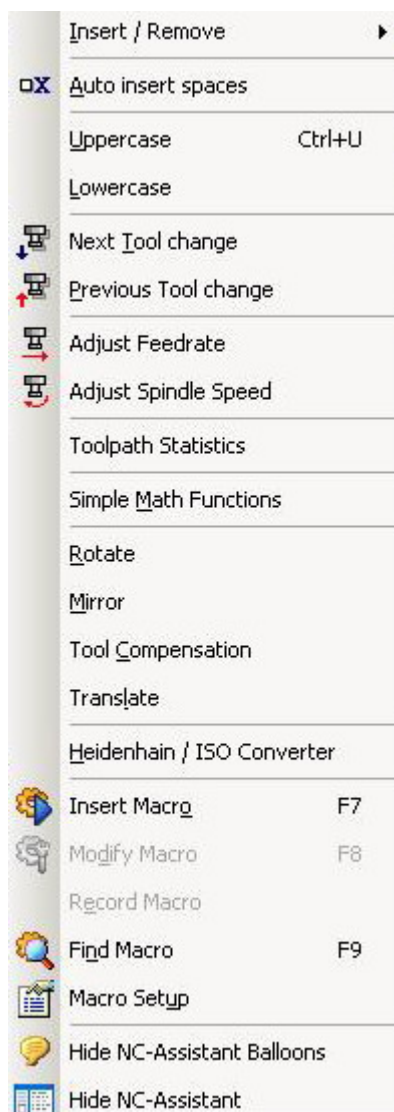 Insert / Remove
Auto insert spaces
Uppercase Ctrl+U
Lowercase
Next Tool change
Previous Tool change
Adjust Feedrate
Adjust Spindle Speed
Toolpath Statistics
Simple Math Functions
Rotate
Mirror
Tool Compensation
Translate
Heidenhain / ISO Converter
Insert Macro F7
Modify Macro F8
Record Macro
Find Macro F9
Macro Setup
Hide NC-Assistant Balloons
Hide NC-Assistant